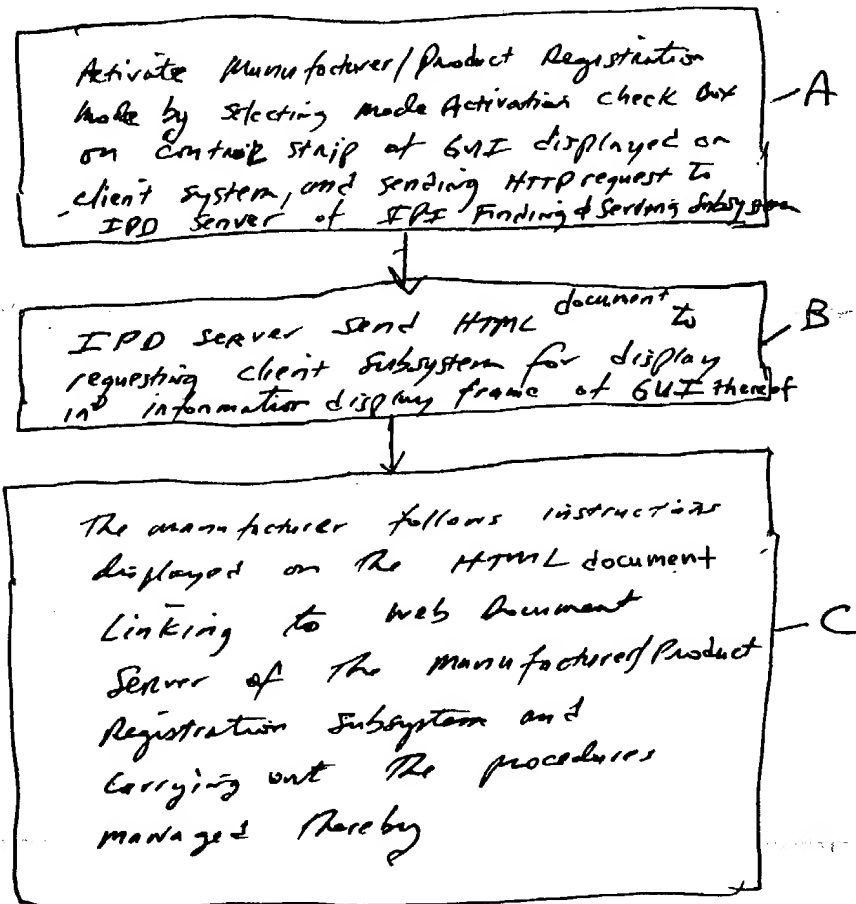 Activate Manufacturer/Product Registration
Mode by selecting mode Activation check Box
on control strip of GUI displayed on
client system, and sending HTTP request to
IPD server of IPI Finding & Serving Subsystem
A
IPD server send HTML document to
requesting client subsystem for display
in information display frame of GUI thereof
B
The manufacturer follows instructions
displayed on the HTML document
Linking to Web Document
Server of the Manufacturer/Product
Registration Subsystem and
Carrying out the procedures
managed thereby
C